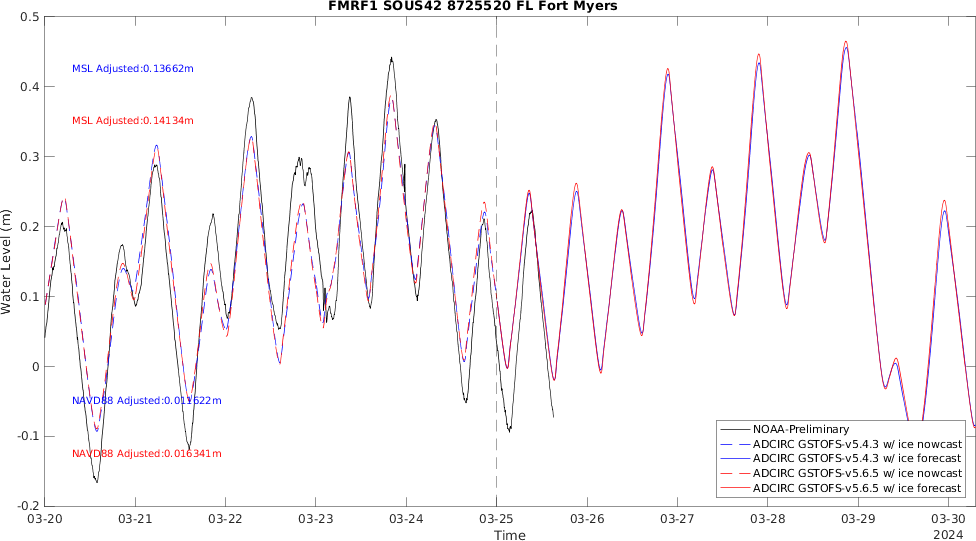 FMRF1 SOUS42 8725520 FL Fort Myers
0.5
0.4
0.3
0.2
0.1
0
-0.1
-0.2
Water Level (m)
MSL Adjusted:0.13662m
MSL Adjusted:0.14134m
NAVD88 Adjusted:0.011622m
NAVD88 Adjusted:0.016341m
NOAA-Preliminary
ADCIRC GSTOFS-v5.4.3 w/ ice nowcast
ADCIRC GSTOFS-v5.4.3 w/ ice forecast
ADCIRC GSTOFS-v5.6.5 w/ ice nowcast
ADCIRC GSTOFS-v5.6.5 w/ ice forecast
03-20 03-21 03-22 03-23 03-24 03-25 03-26 03-27 03-28 03-29 03-30
Time
2024